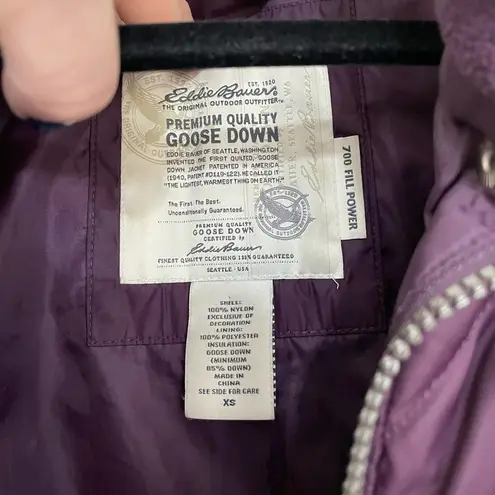 EST. 1920
Eddie Bauer
THE ORIGINAL OUTDOOR OUTFITTER
PREMIUM QUALITY
GOOSE DOWN
EDDIE BAUER OF SEATTLE, WASHINGTON
INVENTED THE FIRST QUILTED, GOOSE
DOWN JACKET PATENTED IN AMERICA
(1940, PATENT #D119-122). HE CALLED IT
"THE LIGHTEST, WARMEST THING ON EARTH"
The First. The Best.
Unconditionally Guaranteed.
PREMIUM QUALITY
GOOSE DOWN
CERTIFIED by
Eddie Bauer
FINEST QUALITY CLOTHING 100% GUARANTEED
SEATTLE · USA
700 FILL POWER
Eddie Bauer
SHELL:
100% NYLON
EXCLUSIVE OF
DECORATION
LINING:
100% POLYESTER
INSULATION:
GOOSE DOWN
(MINIMUM
85% DOWN)
MADE IN
CHINA
SEE SIDE FOR CARE
XS